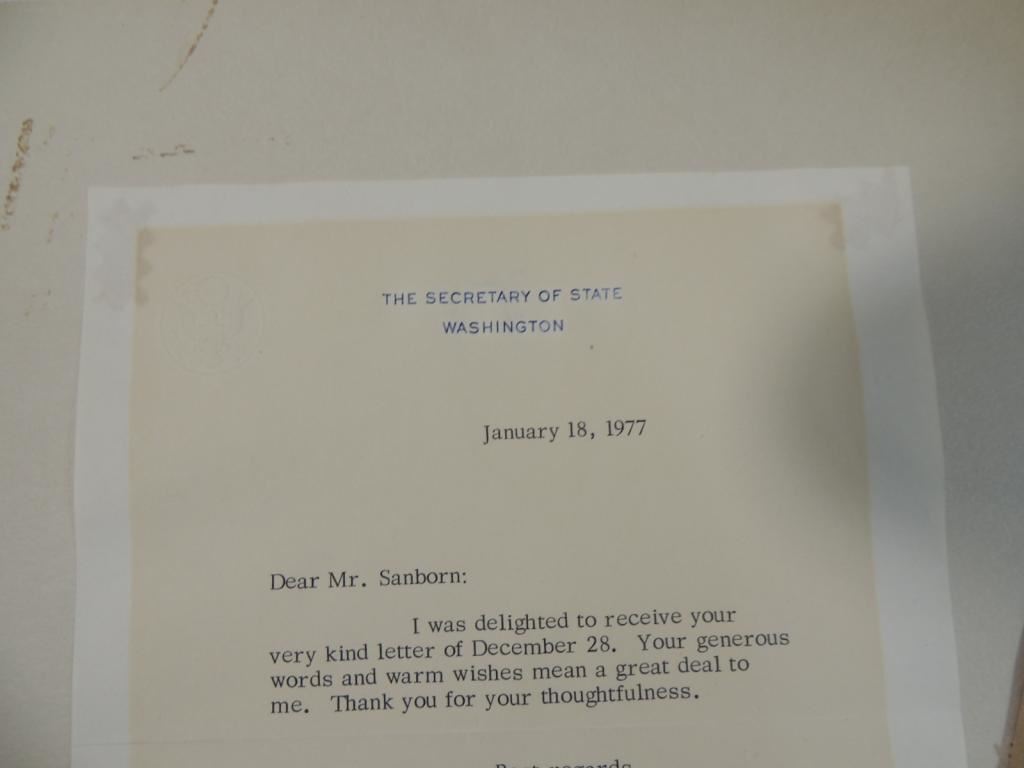 THE SECRETARY OF STATE
WASHINGTON
January 18, 1977
Dear Mr. Sanborn:
I was delighted to receive your
very kind letter of December 28. Your generous
words and warm wishes mean a great deal to
me. Thank you for your thoughtfulness.
Best regards